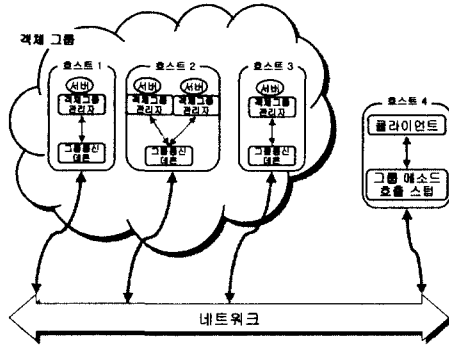 객체 그룹
호스트 1
서버
객체그룹
관리자
그룹통신
데몬
호스트 2
서버
서버
객체그룹
관리자
객체그룹
관리자
그룹통신
데몬
호스트 3
서버
객체그룹
관리자
그룹통신
데몬
호스트 4
클라이언트
그룹 메소드
호출 스텁
네트워크